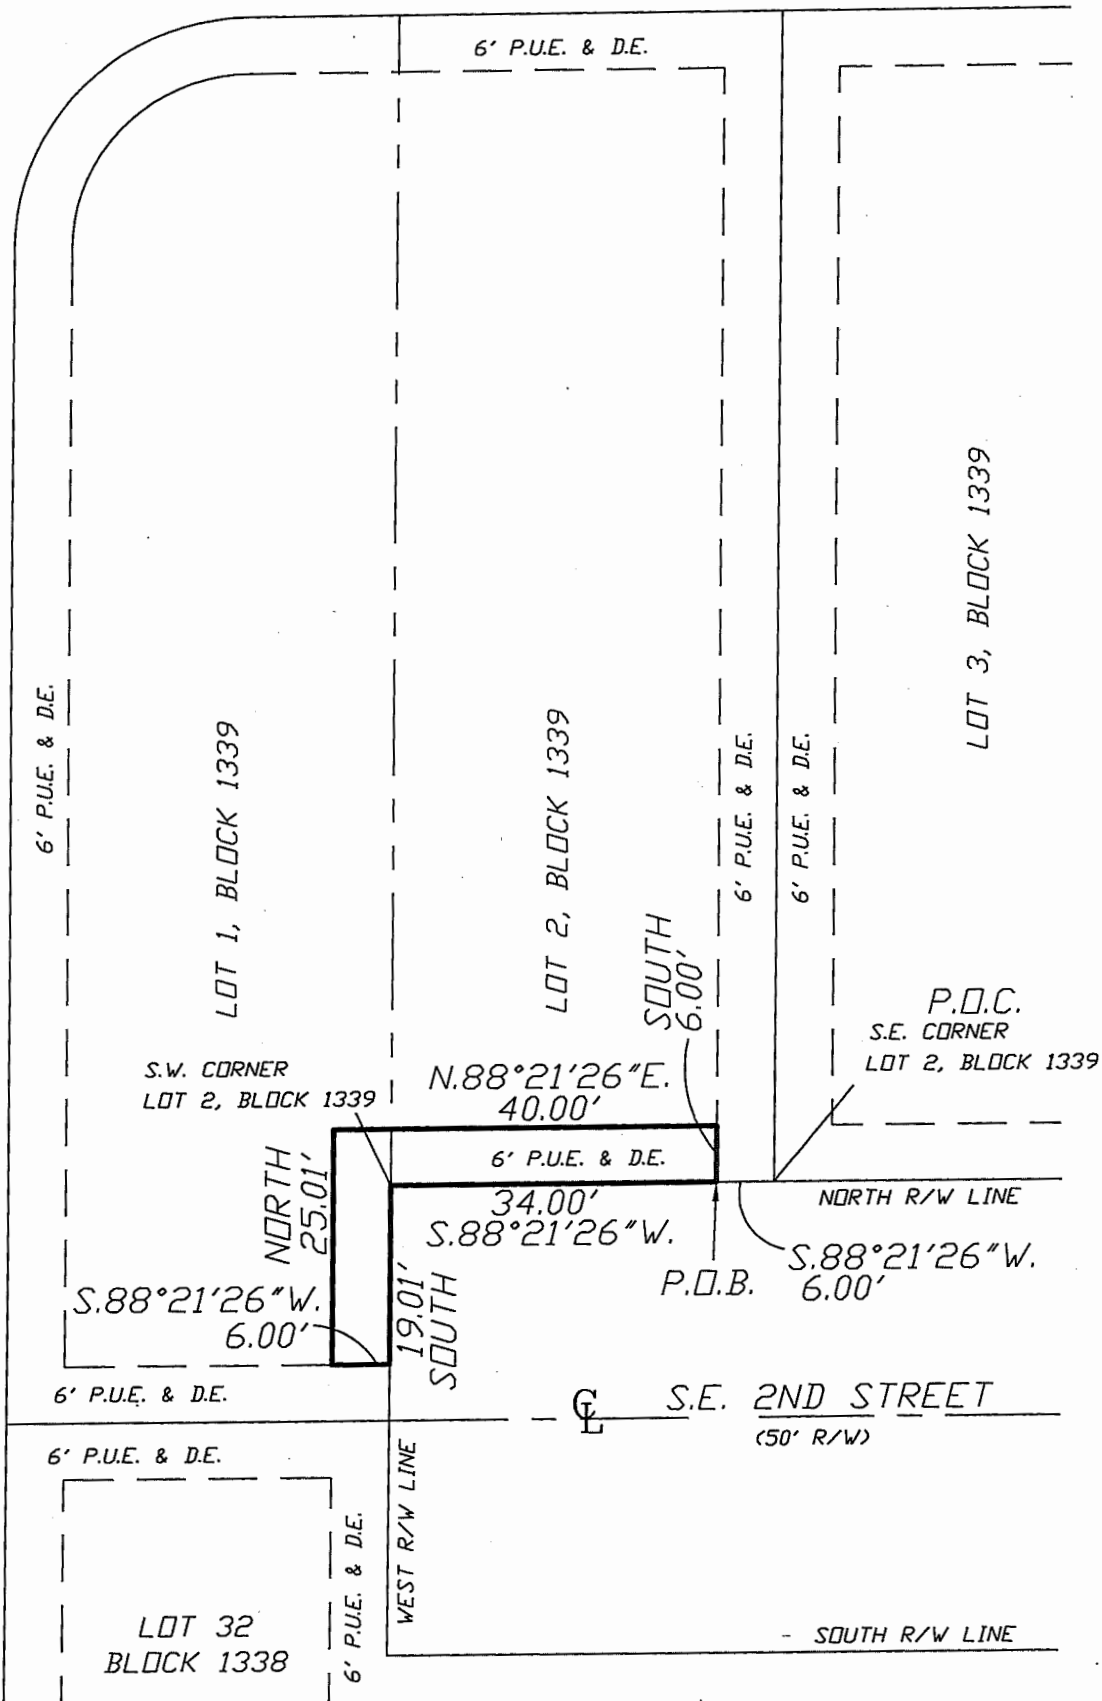 6' P.U.E. & D.E.
6' P.U.E. & D.E.
LOT 1, BLOCK 1339
LOT 2, BLOCK 1339
6' P.U.E. & D.E.
6' P.U.E. & D.E.
LOT 3, BLOCK 1339
SOUTH
6.00'
P.O.C.
S.E. CORNER
LOT 2, BLOCK 1339
S.W. CORNER
LOT 2, BLOCK 1339
N.88°21'26"E.
40.00'
6' P.U.E. & D.E.
34.00'
S.88°21'26"W.
NORTH
25.01'
NORTH R/W LINE
S.88°21'26"W.
6.00'
P.O.B.
S.88°21'26"W.
6.00'
19.01'
SOUTH
6' P.U.E. & D.E.
CL
S.E. 2ND STREET
(50' R/W)
6' P.U.E. & D.E.
WEST R/W LINE
6' P.U.E. & D.E.
LOT 32
BLOCK 1338
SOUTH R/W LINE